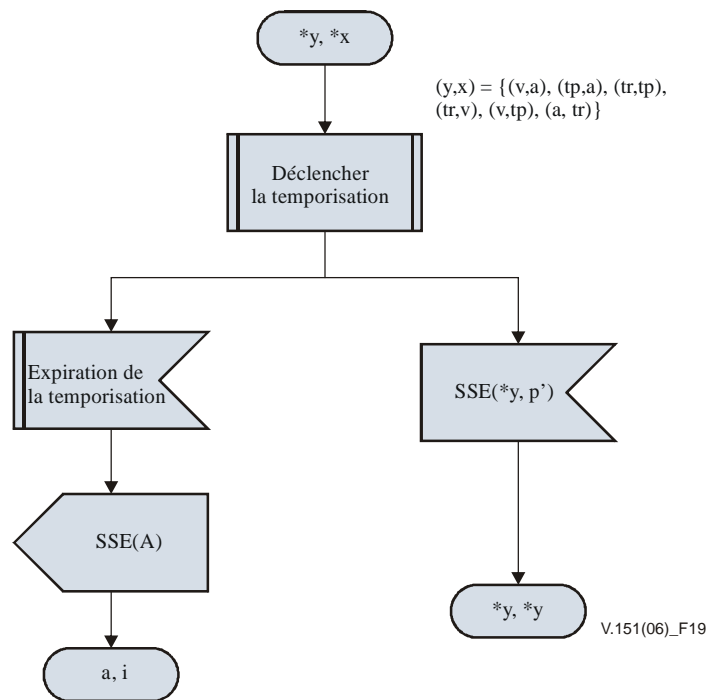 *y, *x
(y,x) = {(v,a), (tp,a), (tr,tp),
(tr,v), (v,tp), (a, tr)}
Déclencher
la temporisation
Expiration de
la temporisation
SSE(*y, p’)
SSE(A)
*y, *y
V.151(06)_F19
a, i